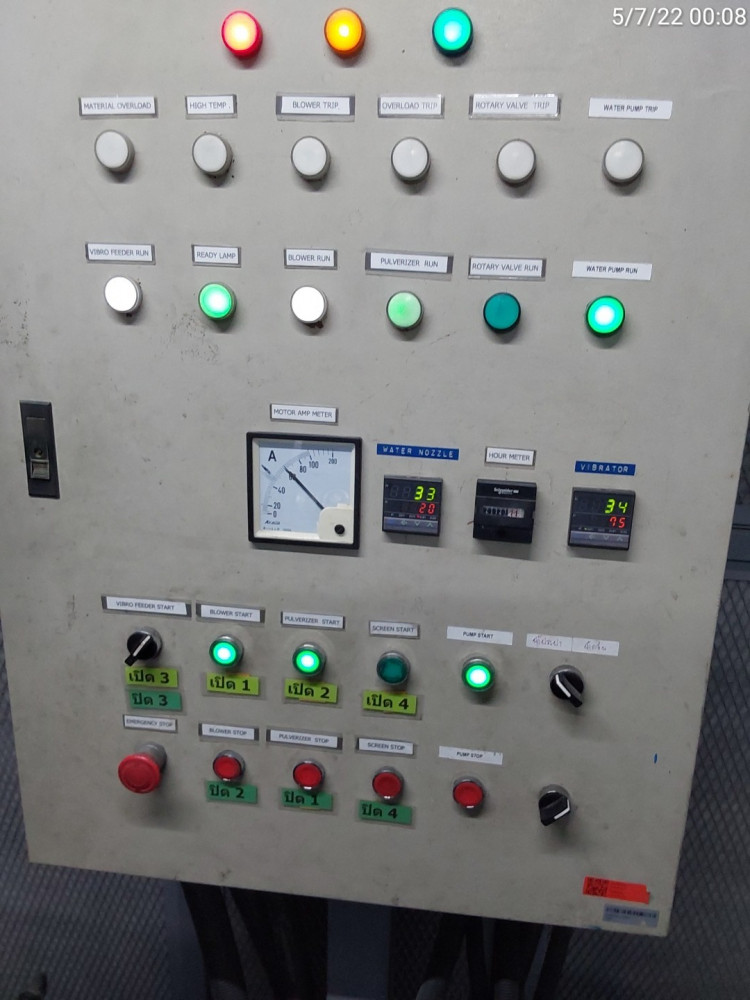 5/7/22 00:08
MATERIAL OVERLOAD
HIGH TEMP.
BLOWER TRIP
OVERLOAD TRIP
ROTARY VALVE TRIP
WATER PUMP TRIP
VIBRO FEEDER RUN
READY LAMP
BLOWER RUN
PULVERIZER RUN
ROTARY VALVE RUN
WATER PUMP RUN
MOTOR AMP METER
WATER NOZZLE
HOUR METER
VIBRATOR
A
0
20
40
60
80
100
200
33
20
34
75
VIBRO FEEDER START
BLOWER START
PULVERIZER START
SCREEN START
PUMP START
เปิด 3
เปิด 1
เปิด 2
เปิด 4
ปิด 3
EMERGENCY STOP
BLOWER STOP
PULVERIZER STOP
SCREEN STOP
PUMP STOP
ปิด 2
ปิด 1
ปิด 4